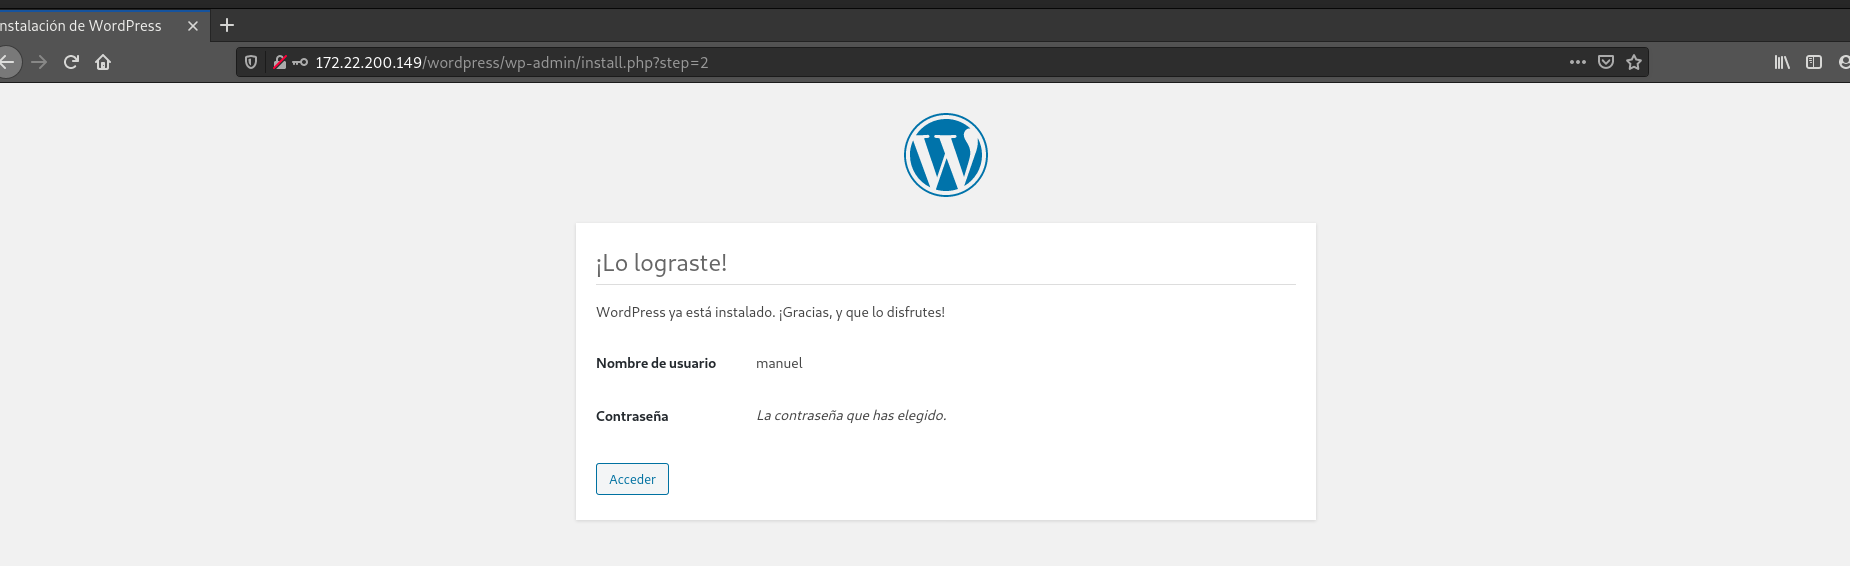 nstalación de WordPress
172.22.200.149/wordpress/wp-admin/install.php?step=2
¡Lo lograste!
WordPress ya está instalado. ¡Gracias, y que lo disfrutes!
Nombre de usuario manuel
Contraseña La contraseña que has elegido.
Acceder